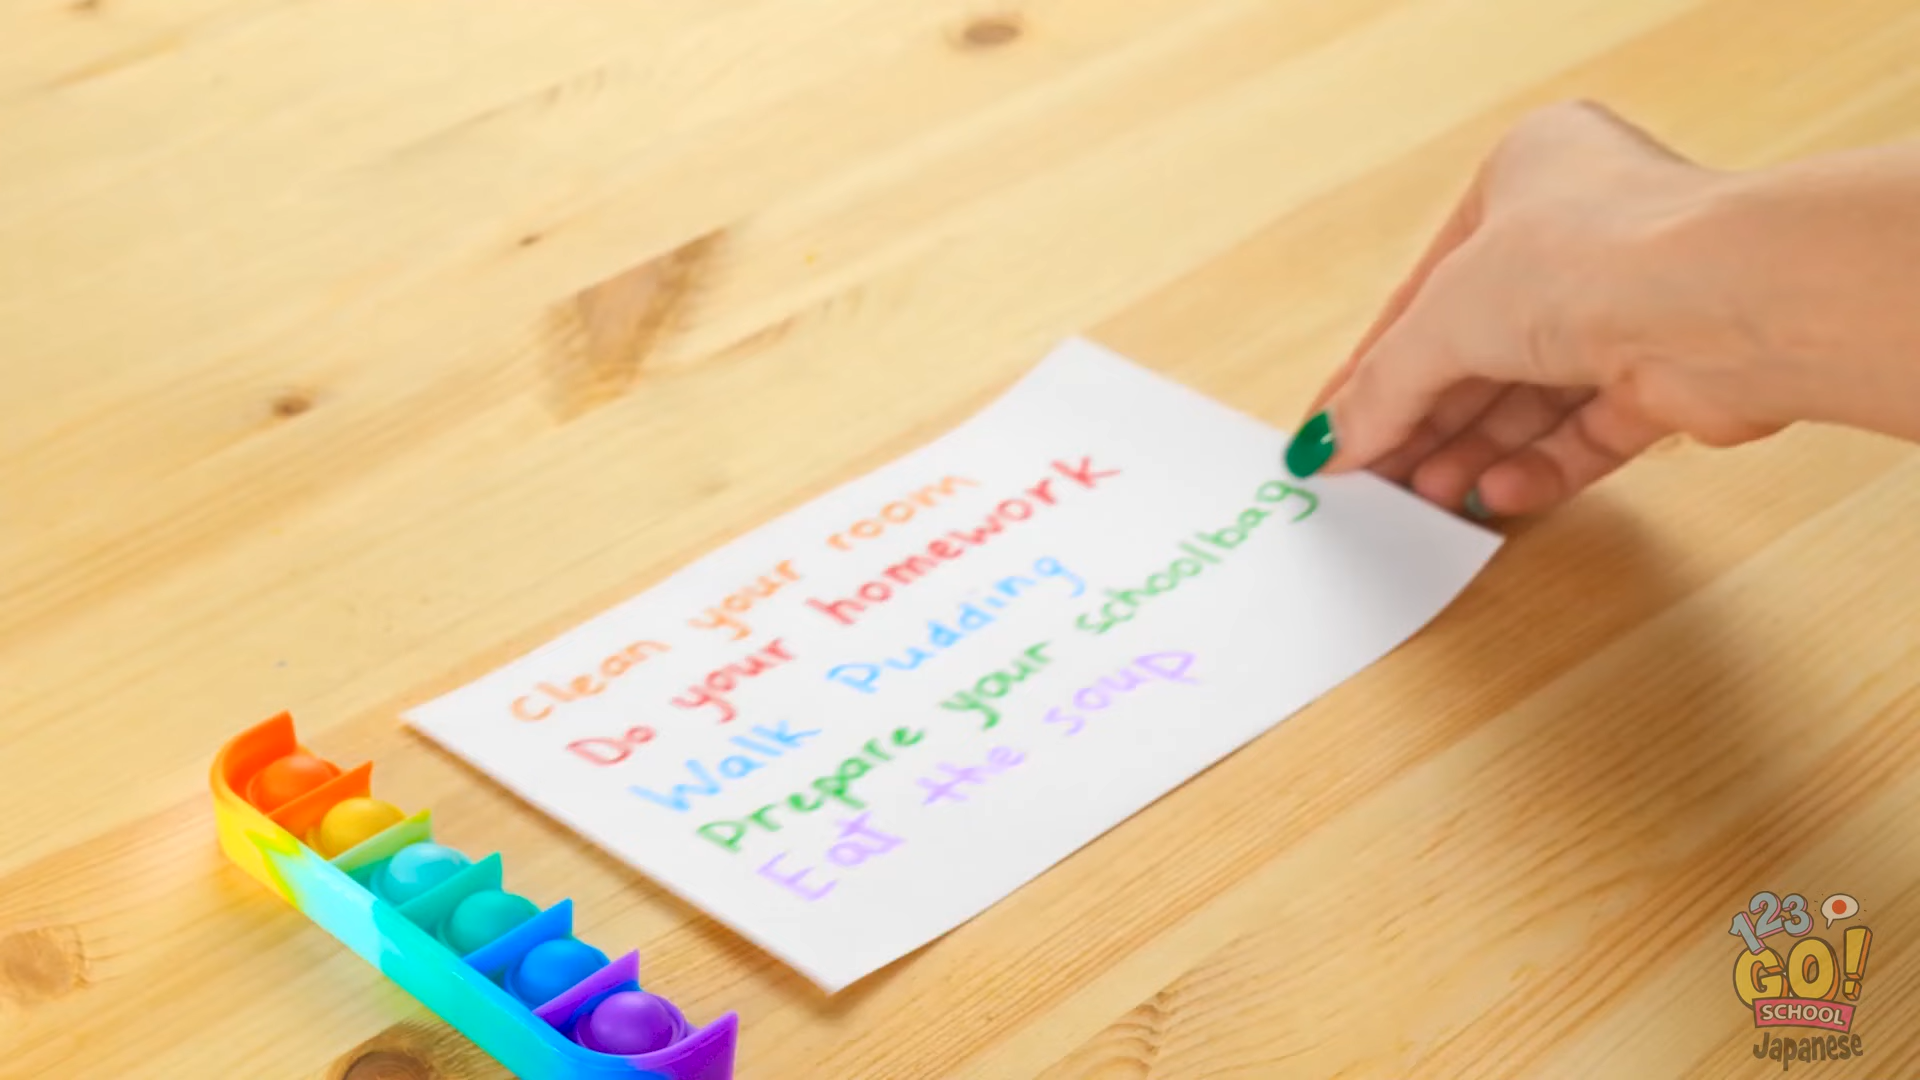 Clean your room
Do your homework
Walk Pudding
Prepare your schoolbag
Eat the soup
123
GO!
SCHOOL
Japanese